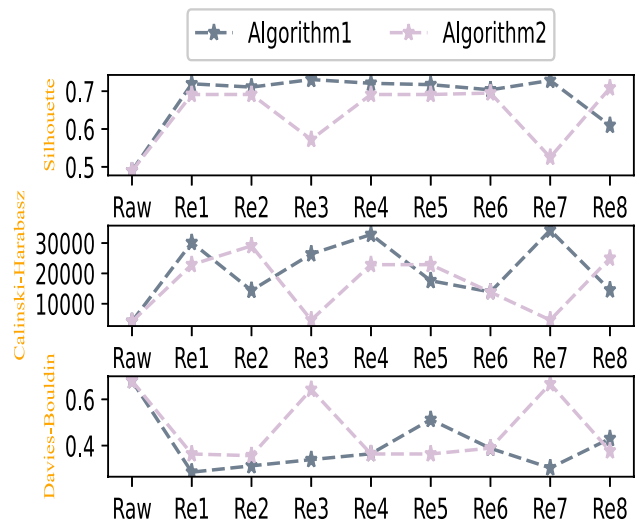 Algorithm1 Algorithm2
Silhouette
0.7
0.6
0.5
Raw Re1 Re2 Re3 Re4 Re5 Re6 Re7 Re8
Calinski-Harabasz
30000
20000
10000
Raw Re1 Re2 Re3 Re4 Re5 Re6 Re7 Re8
Davies-Bouldin
0.6
0.4
Raw Re1 Re2 Re3 Re4 Re5 Re6 Re7 Re8